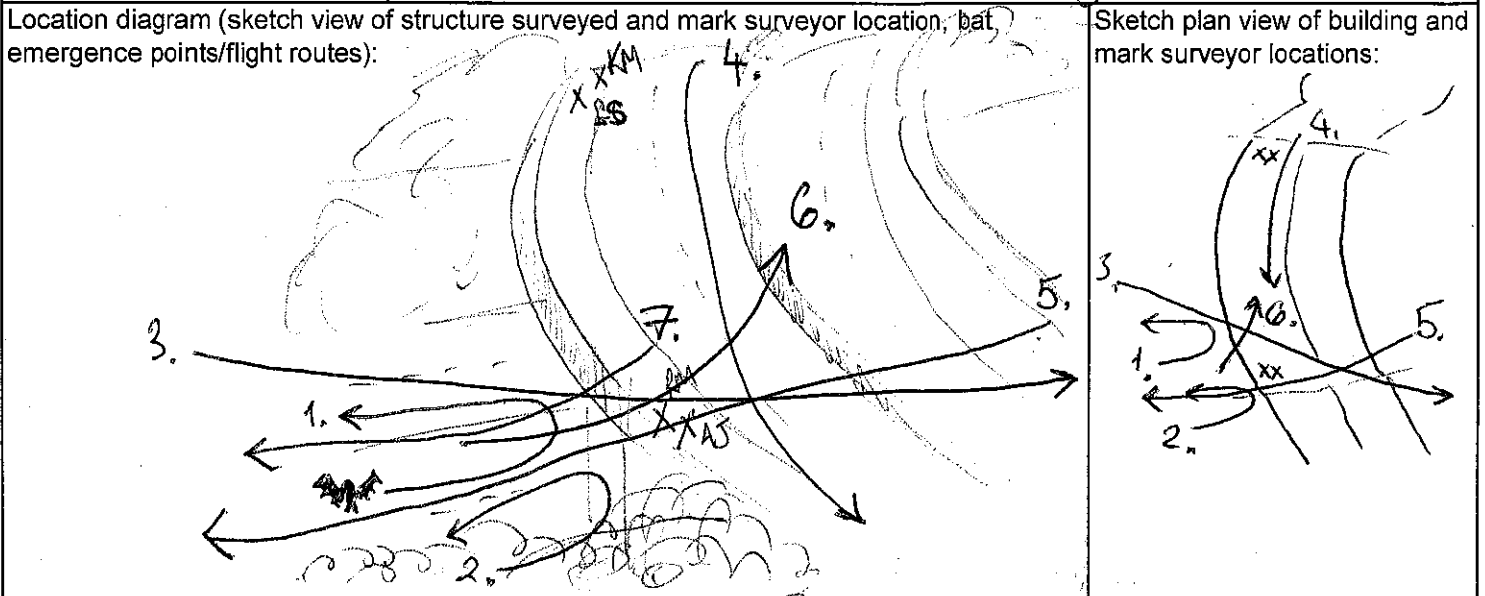 Location diagram (sketch view of structure surveyed and mark surveyor location, bat
emergence points/flight routes):
KM
4.
6.
5.
7.
3.
1.
AJ
2.
Sketch plan view of building and
mark surveyor locations:
4.
xx
3.
6.
5.
1.
xx
2.